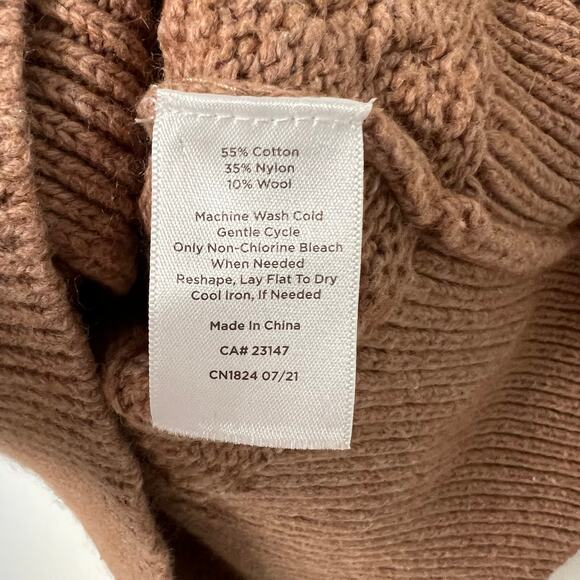 55% Cotton
35% Nylon
10% Wool
Machine Wash Cold
Gentle Cycle
Only Non-Chlorine Bleach
When Needed
Reshape, Lay Flat To Dry
Cool Iron, If Needed
Made In China
CA# 23147
CN1824 07/21